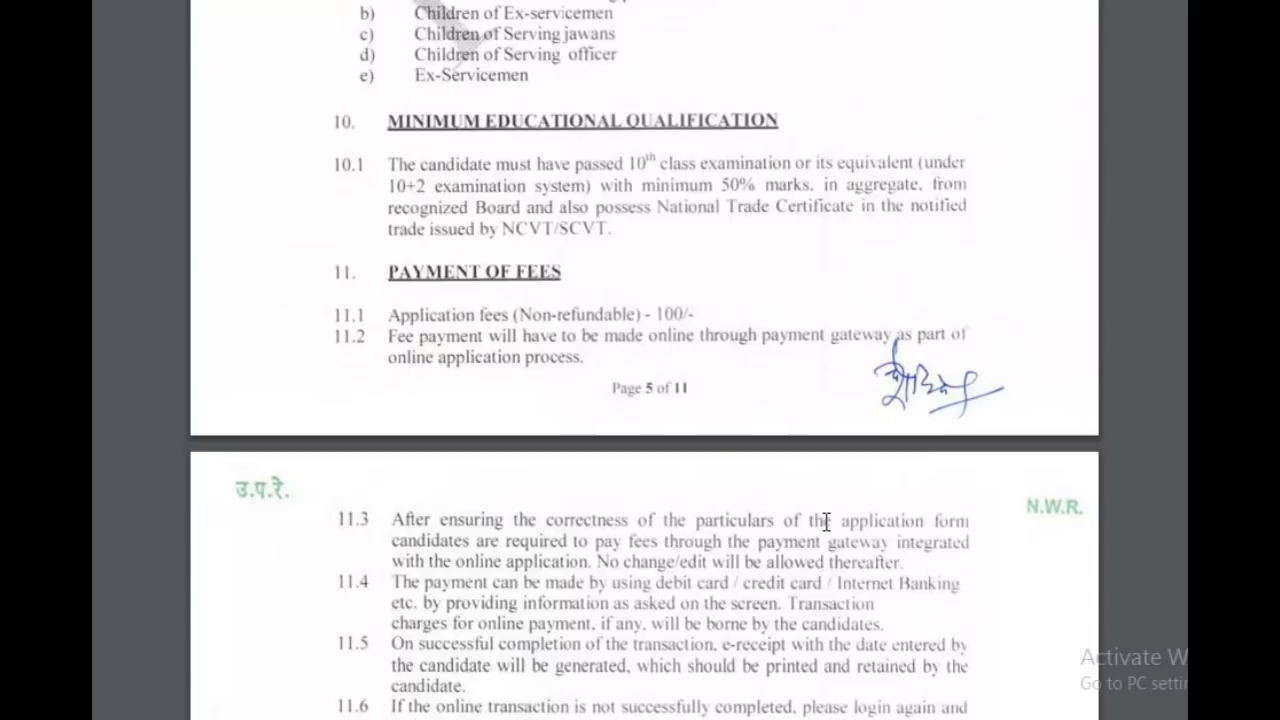 b) Children of Ex-servicemen
c) Children of Serving jawans
d) Children of Serving officer
e) Ex-Servicemen
10. MINIMUM EDUCATIONAL QUALIFICATION
10.1 The candidate must have passed 10th class examination or its equivalent (under
10+2 examination system) with minimum 50% marks, in aggregate, from
recognized Board and also possess National Trade Certificate in the notified
trade issued by NCVT/SCVT.
11. PAYMENT OF FEES
11.1 Application fees (Non-refundable) - 100/-
11.2 Fee payment will have to be made online through payment gateway as part of
online application process.
Page 5 of 11
उ.प.रे.
N.W.R.
11.3 After ensuring the correctness of the particulars of the application form
candidates are required to pay fees through the payment gateway integrated
with the online application. No change/edit will be allowed thereafter.
11.4 The payment can be made by using debit card / credit card / Internet Banking
etc. by providing information as asked on the screen. Transaction
charges for online payment, if any, will be borne by the candidates.
11.5 On successful completion of the transaction, e-receipt with the date entered by
the candidate will be generated, which should be printed and retained by the
candidate.
11.6 If the online transaction is not successfully completed, please login again and
Activate W
Go to PC settin